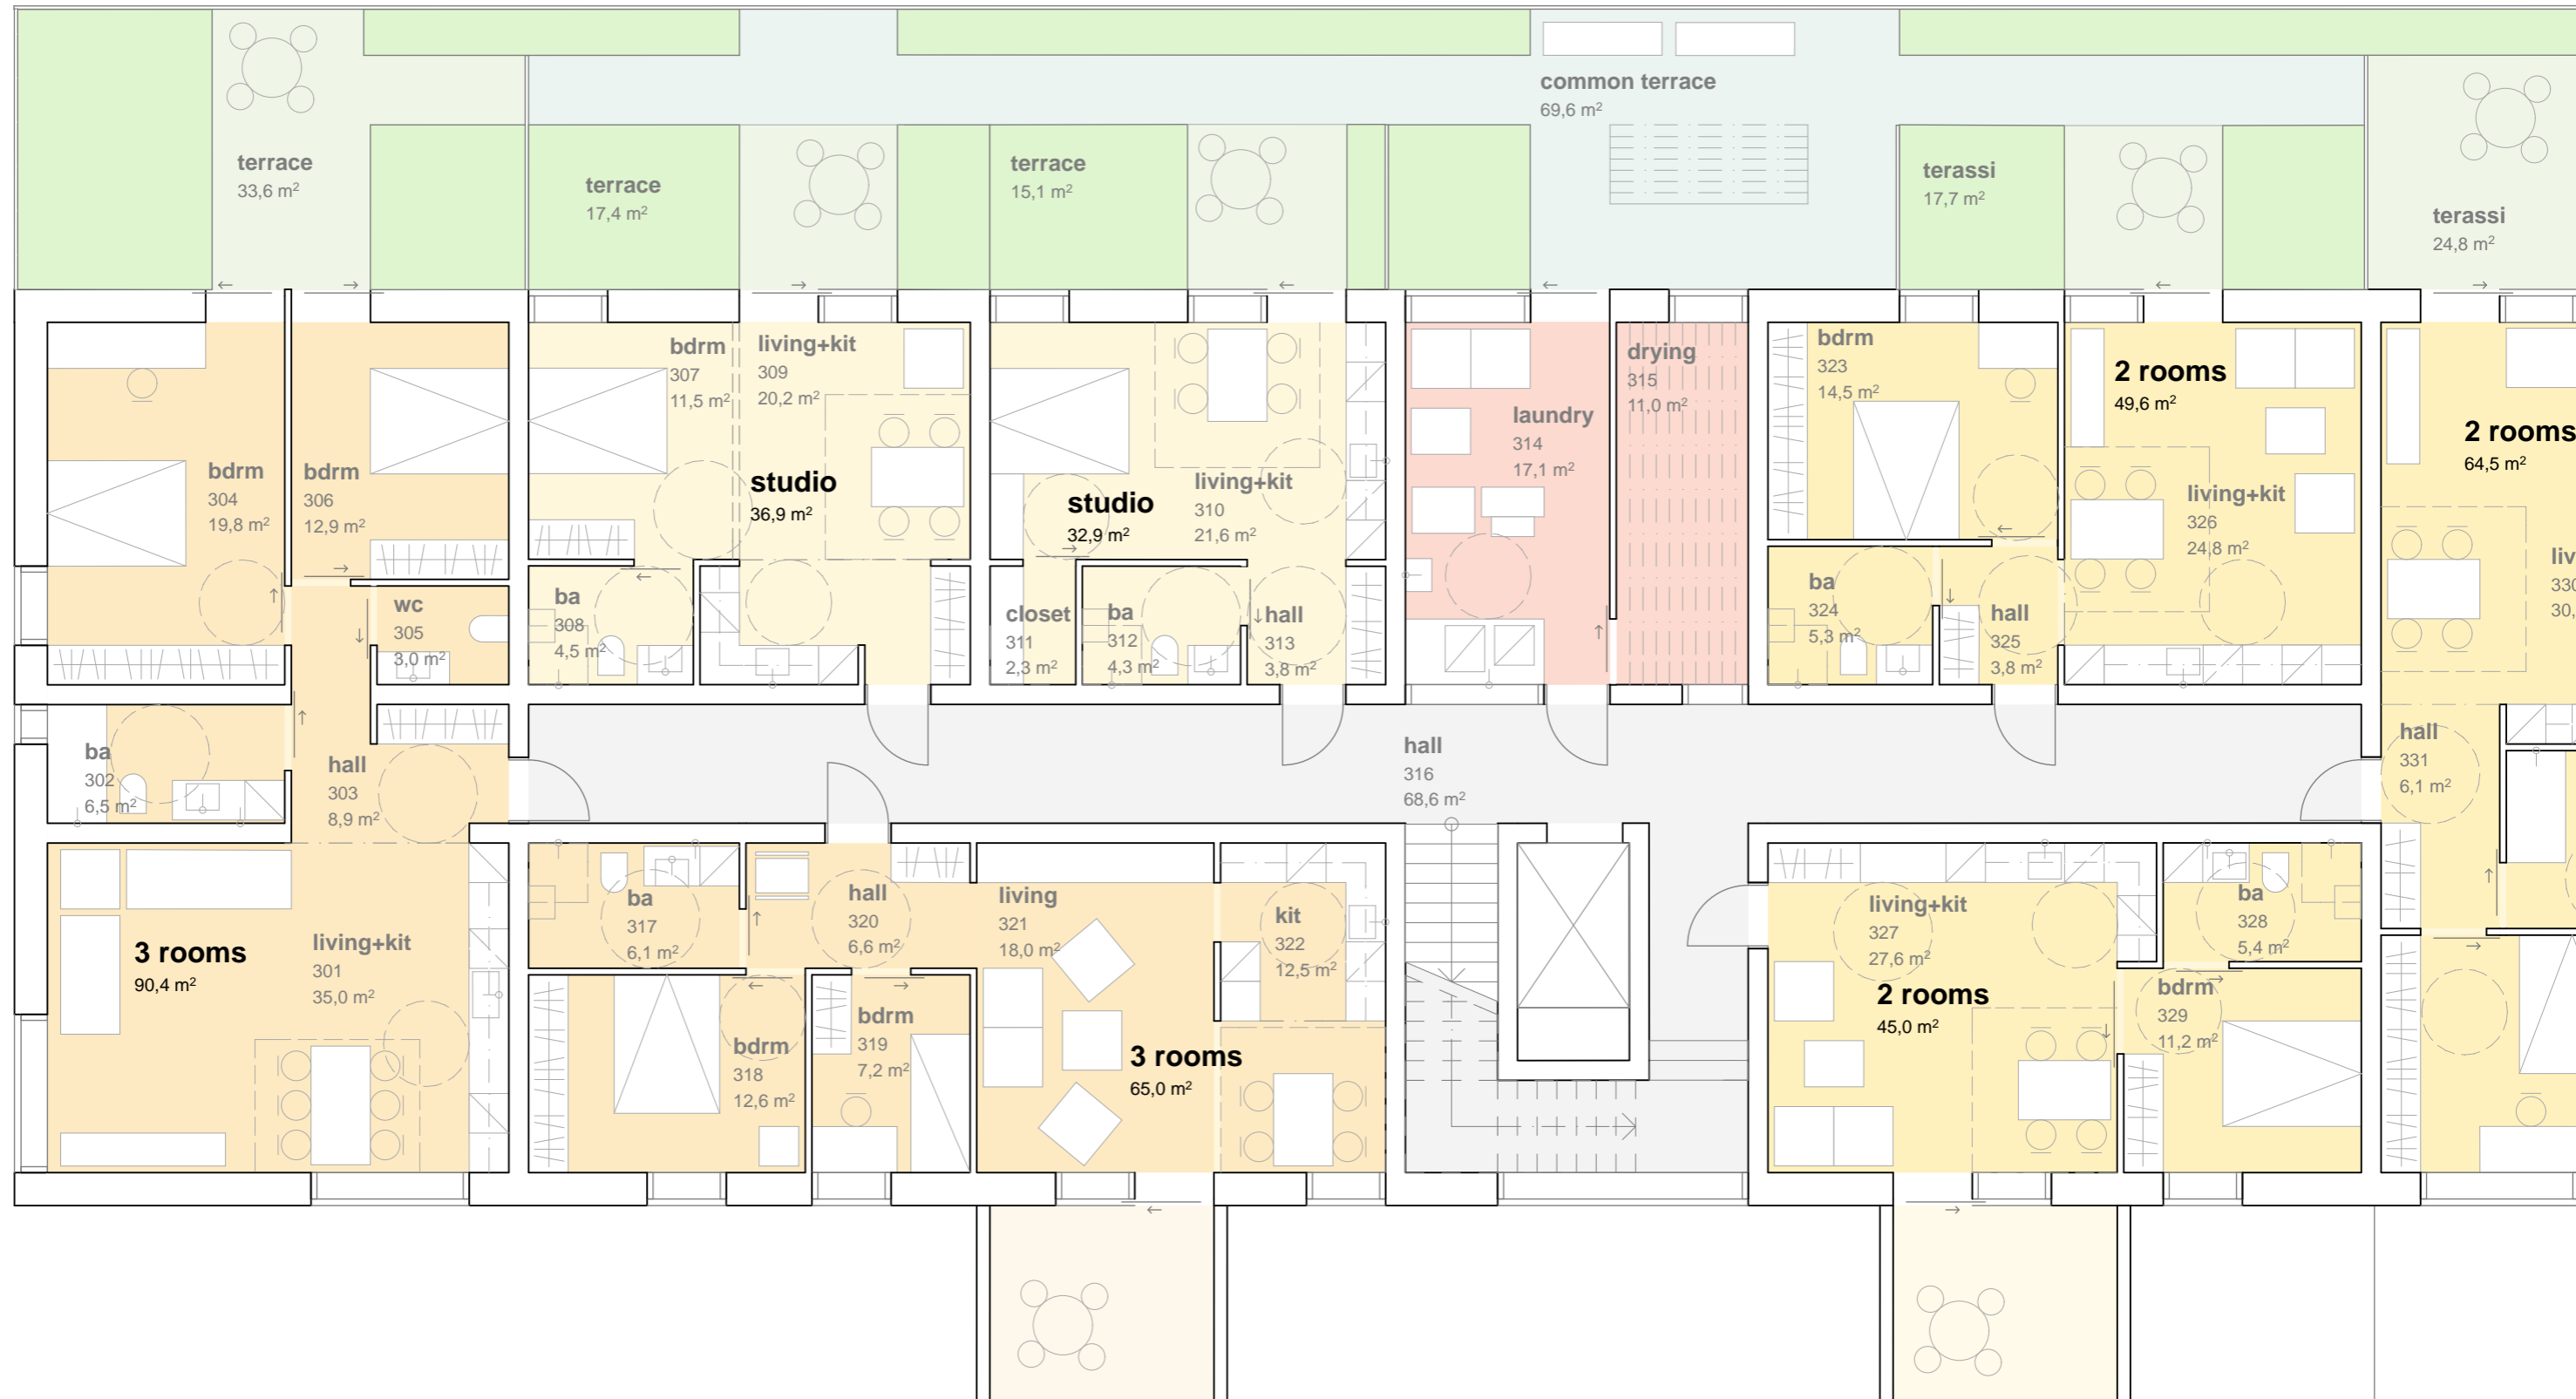 common terrace
69,6 m²
terrace
33,6 m²
terrace
17,4 m²
terrace
15,1 m²
terassi
17,7 m²
terassi
24,8 m²
bdrm
304
19,8 m²
bdrm
306
12,9 m²
wc
305
3,0 m²
bdrm
307
11,5 m²
living+kit
309
20,2 m²
studio
36,9 m²
ba
308
4,5 m²
studio
32,9 m²
living+kit
310
21,6 m²
closet
311
2,3 m²
ba
312
4,3 m²
hall
313
3,8 m²
laundry
314
17,1 m²
drying
315
11,0 m²
bdrm
323
14,5 m²
2 rooms
49,6 m²
living+kit
326
24,8 m²
ba
324
5,3 m²
hall
325
3,8 m²
2 rooms
64,5 m²
liv
330
30,
hall
331
6,1 m²
ba
302
6,5 m²
hall
303
8,9 m²
hall
316
68,6 m²
3 rooms
90,4 m²
living+kit
301
35,0 m²
ba
317
6,1 m²
hall
320
6,6 m²
living
321
18,0 m²
kit
322
12,5 m²
bdrm
318
12,6 m²
bdrm
319
7,2 m²
3 rooms
65,0 m²
living+kit
327
27,6 m²
2 rooms
45,0 m²
ba
328
5,4 m²
bdrm
329
11,2 m²